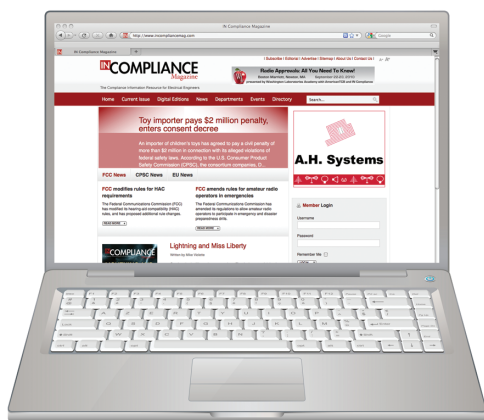 IN Compliance Magazine
http://www.incompliancemag.com
Google
IN Compliance Magazine
| Subscribe | Editorial | Advertise | Sitemap | About Us | Contact Us |
INCOMPLIANCE
Magazine
The Compliance Information Resource for Electrical Engineers
Radio Approvals: All You Need To Know!
Home Current Issue Digital Editions News Departments Events Directory Search...
Toy importer pays $2 million penalty,
enters consent decree
An importer of children's toys has agreed to pay a civil penalty of
more than $2 million in connection with its alleged violations of
federal safety laws. According to the U.S. Consumer Product
Safety Commission (CPSC), the consortium companies, O...
FCC News CPSC News EU News
FCC modifies rules for HAC
requirements
The Federal Communications Commission (FCC)
has modified its hearing-aid compatibility (HAC)
rules, and has proposed additional rule changes.
READ MORE
FCC amends rules for amateur radio
operators in emergencies
The Federal Communications Commission has
amended its regulations to allow amateur radio
operators to participate in emergency and disaster
preparedness drills.
READ MORE
A.H. Systems
Member Login
Username
Password
Remember Me
LOGIN
INCOMPLIANCE
Lightning and Miss Liberty